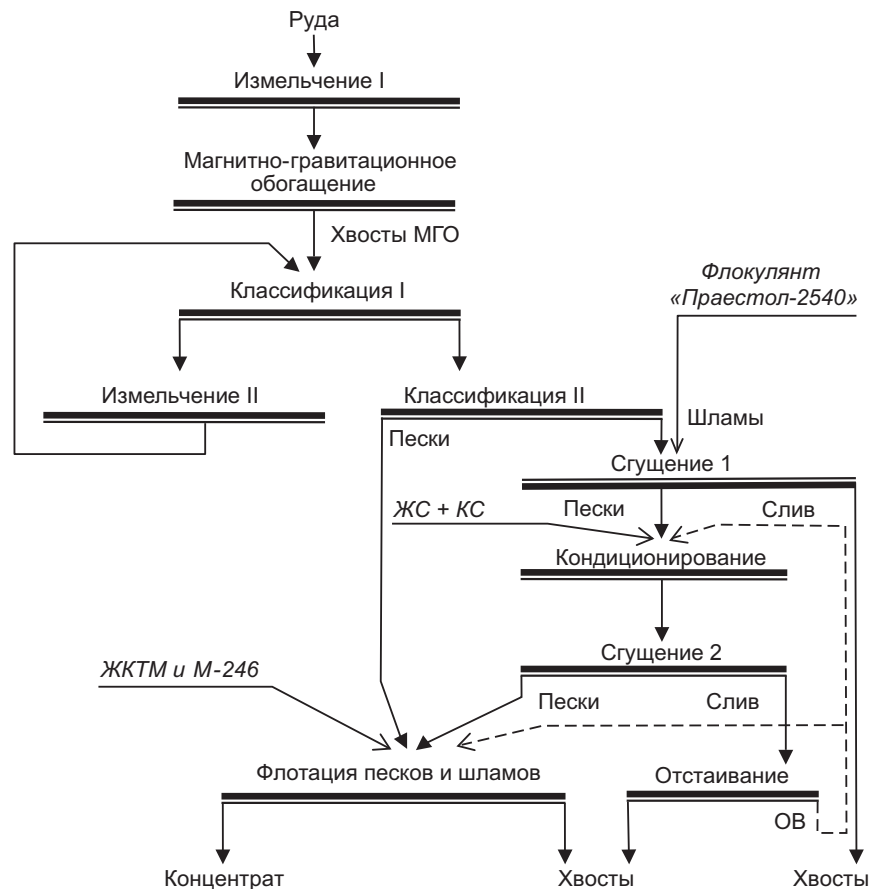 Руда
Измельчение I
Магнитно-гравитационное
обогащение
Хвосты МГО
Классификация I
Флокулянт
«Праестол-2540»
Измельчение II
Классификация II
Шламы
Пески
Сгущение 1
ЖС + КС
Пески
Слив
Кондиционирование
Сгущение 2
ЖКТМ и М-246
Пески
Слив
Флотация песков и шламов
Отстаивание
ОВ
Концентрат
Хвосты
Хвосты